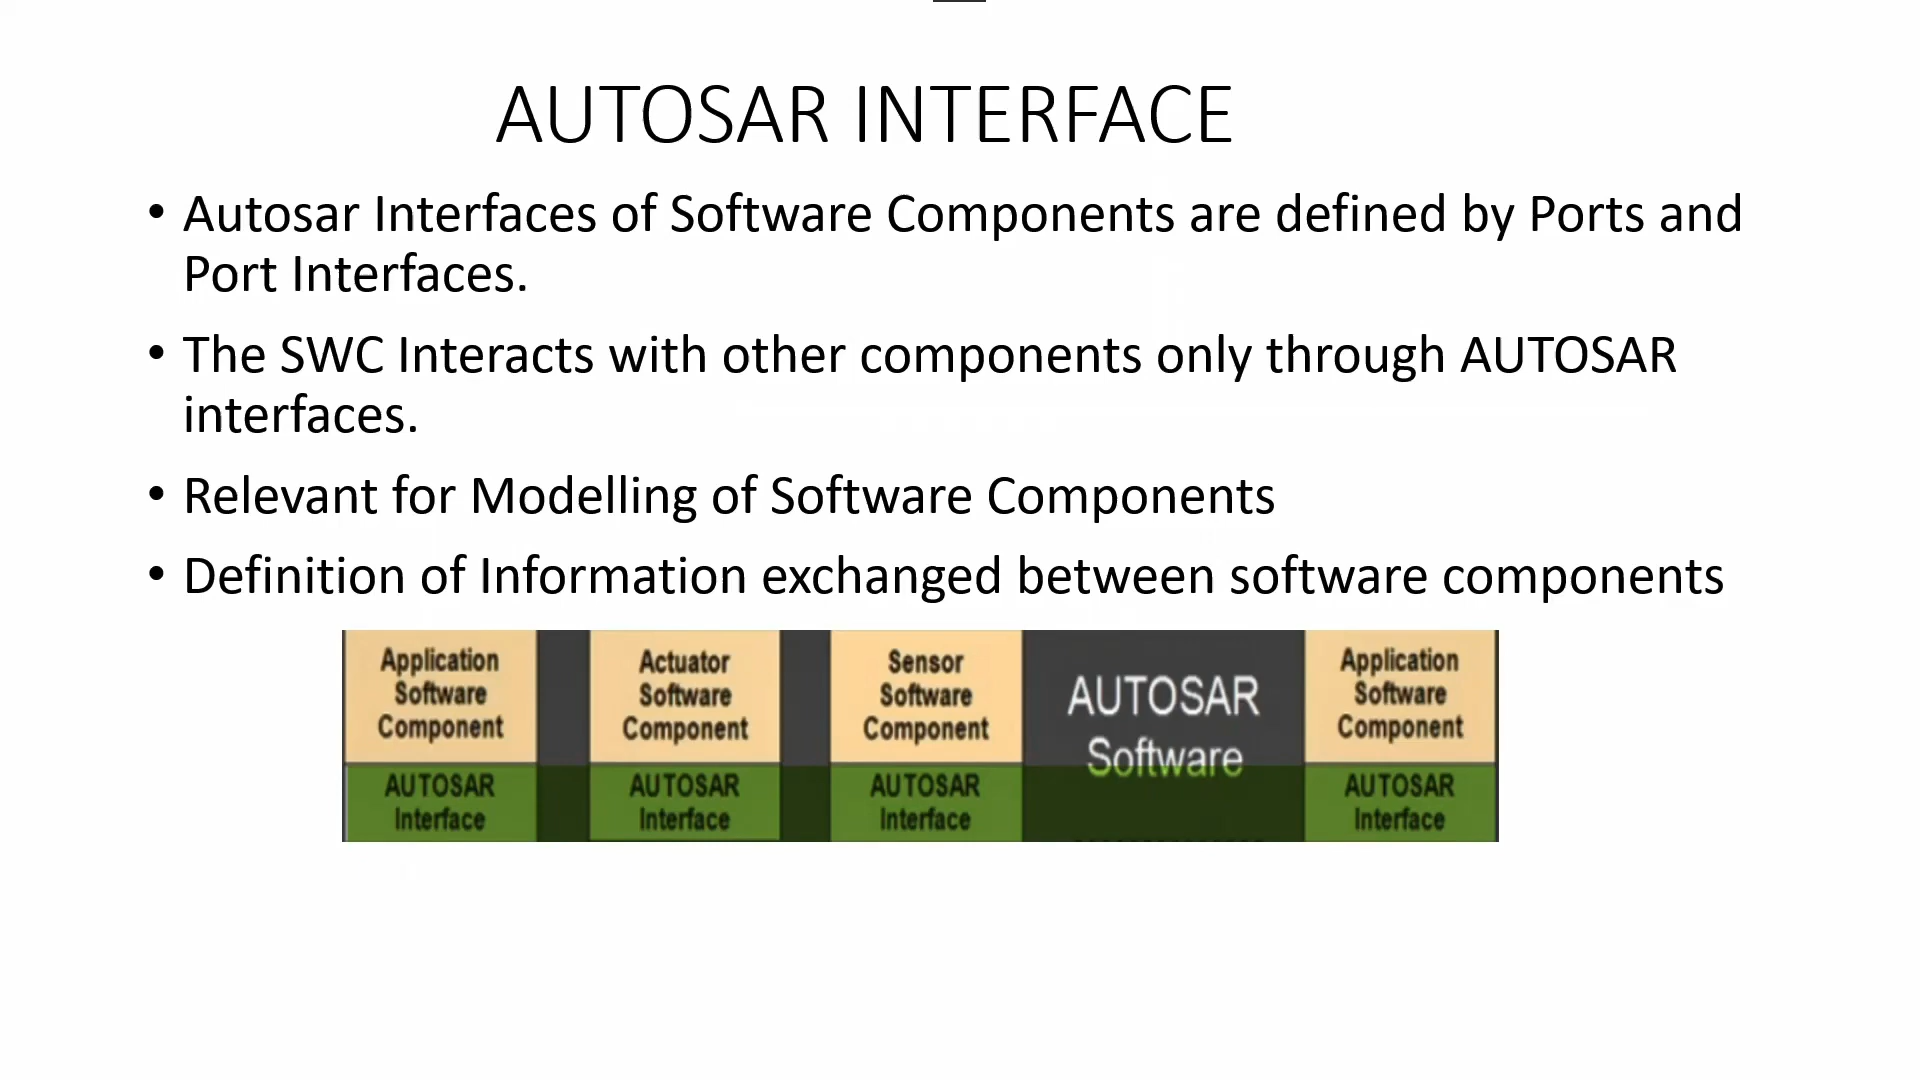 AUTOSAR INTERFACE
• Autosar Interfaces of Software Components are defined by Ports and
Port Interfaces.
• The SWC Interacts with other components only through AUTOSAR
interfaces.
• Relevant for Modelling of Software Components
• Definition of Information exchanged between software components
Application
Software
Component
AUTOSAR
Interface
Actuator
Software
Component
AUTOSAR
Interface
Sensor
Software
Component
AUTOSAR
Interface
AUTOSAR
Software
Application
Software
Component
AUTOSAR
Interface